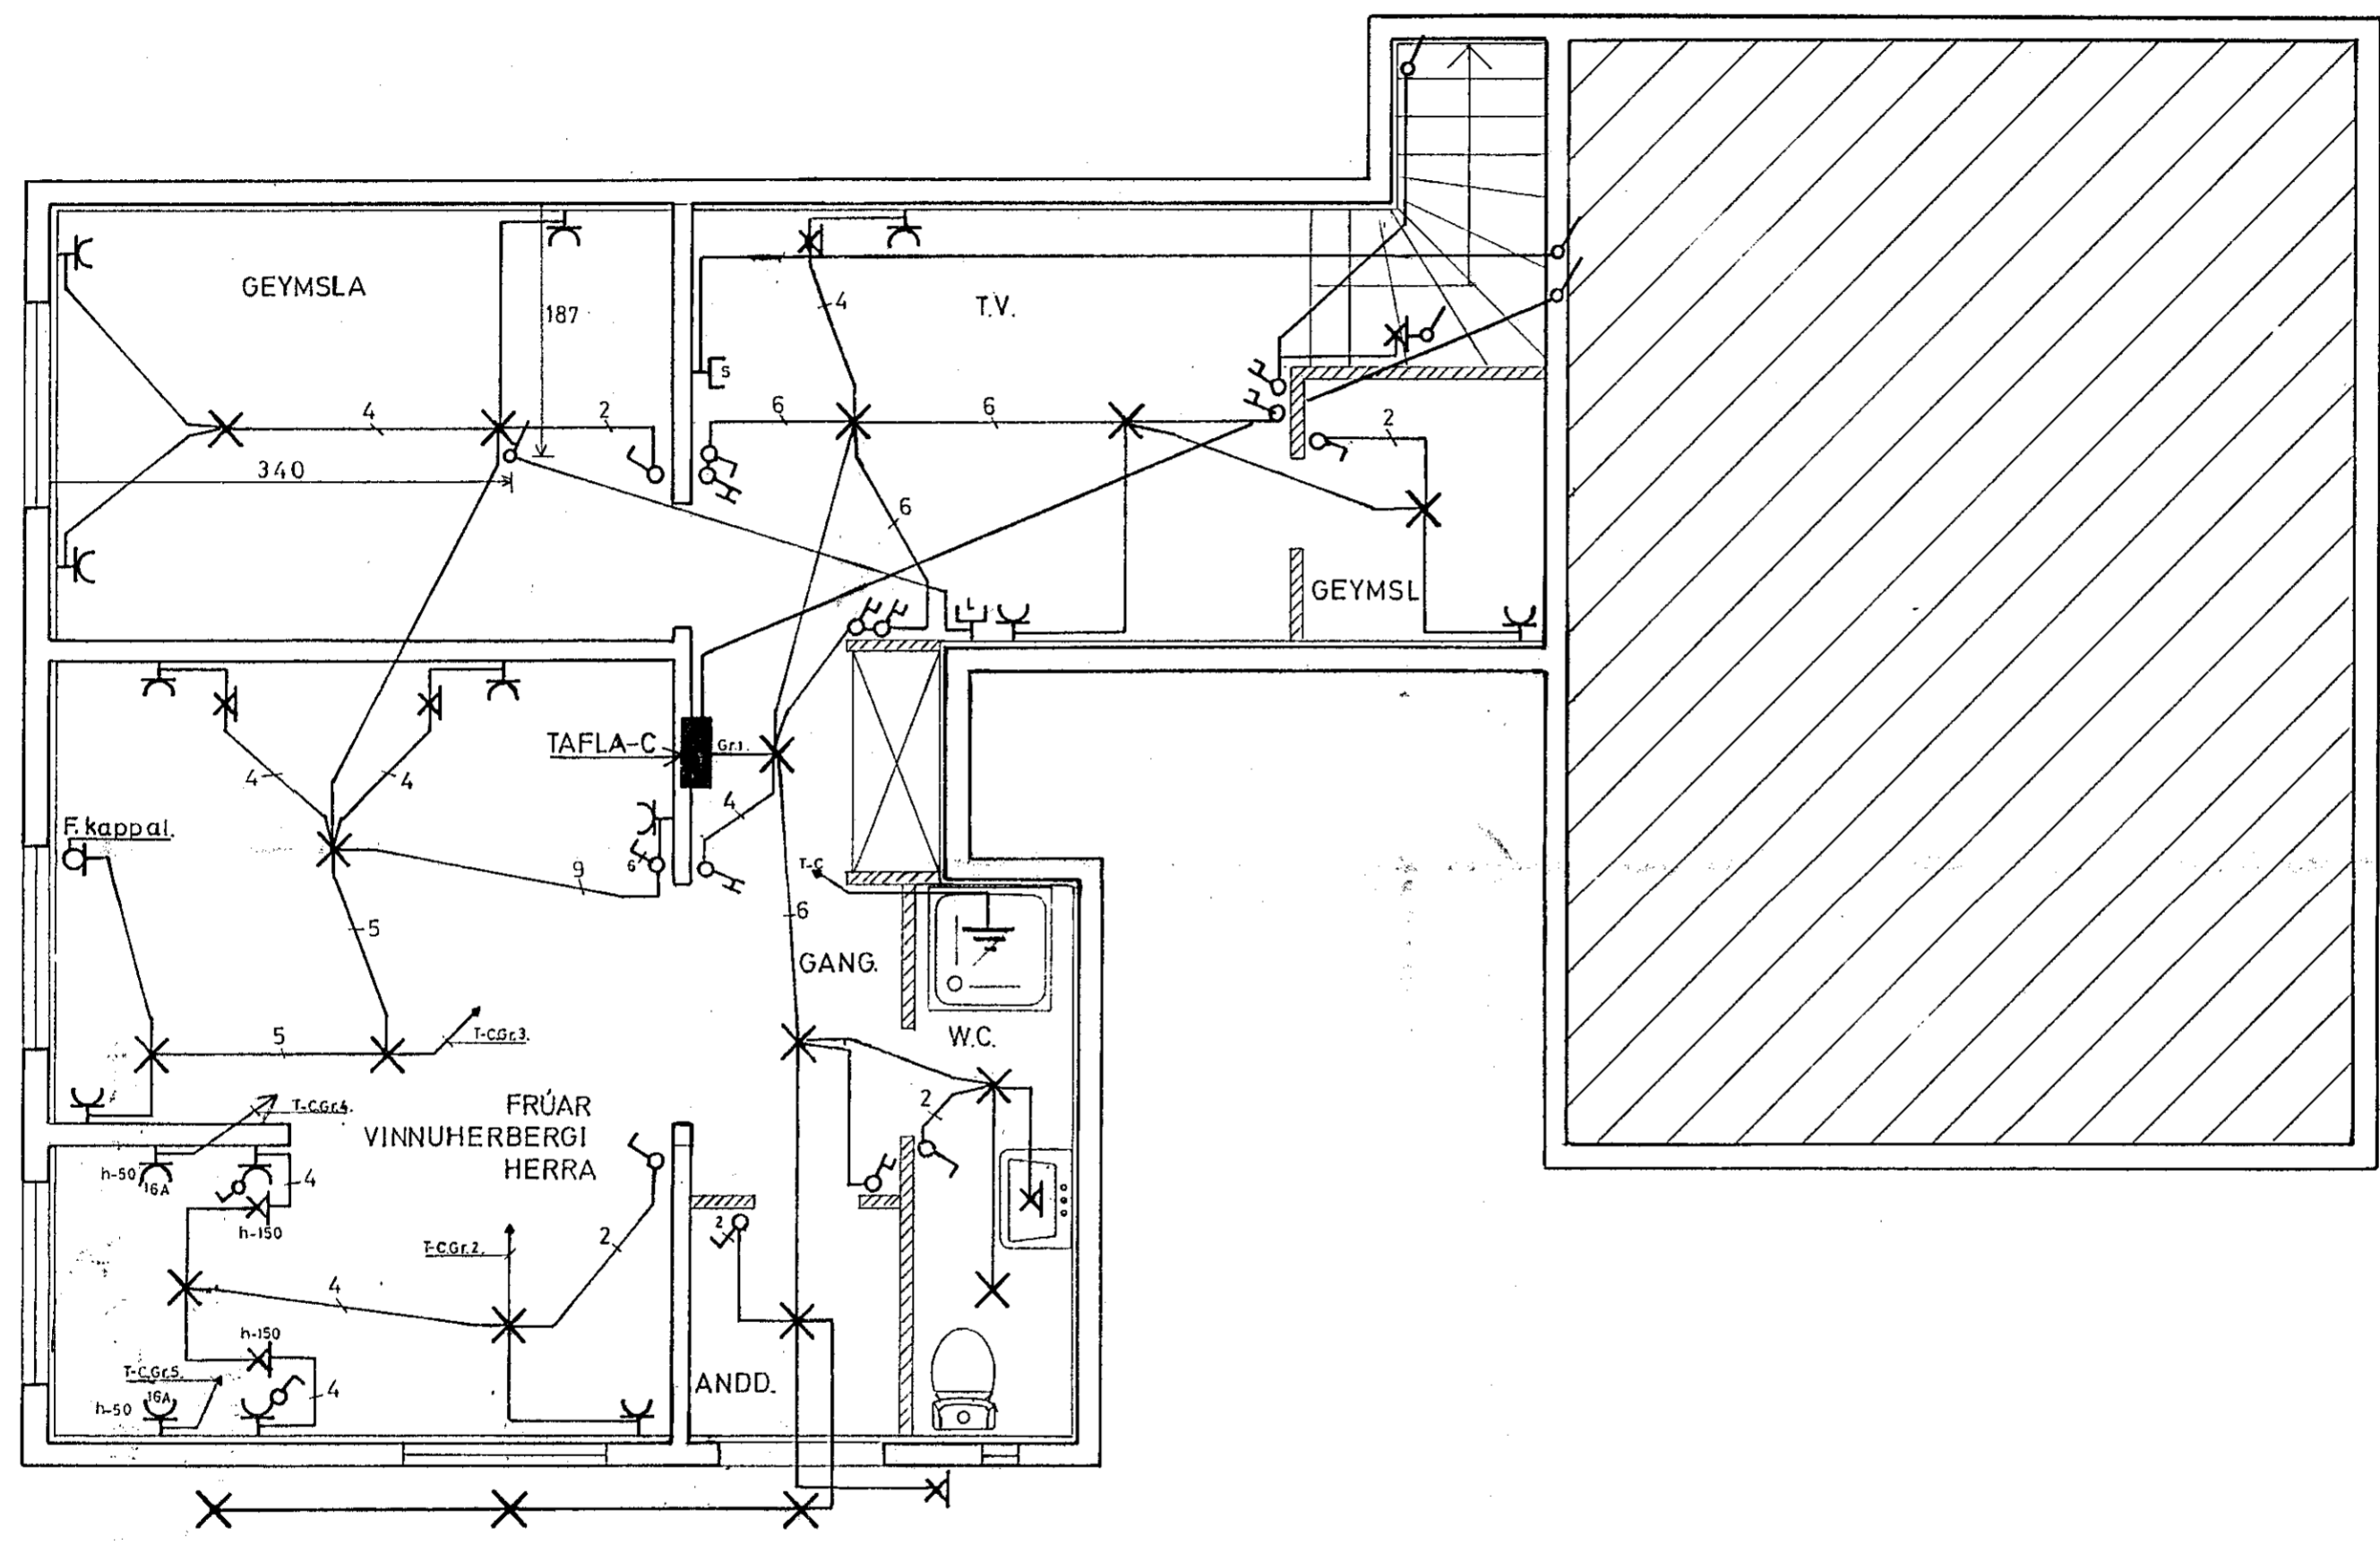 GEYMSLA
T.V.
187
4
4
2
6
6
2
S
340
6
GEYMSL
L
TAFLA-C
Gr.1.
4
4
4
F.kappal.
6
9
T-C
6
5
GANG.
5
T-C.Gr.3.
W.C.
T-C.Gr.4.
FRÚAR
VINNUHERBERGI
HERRA
2
h-50
16A
4
h-150
2
T-C.Gr.2.
2
4
h-150
T-C.Gr.5.
16A
h-50
4
ANDD.